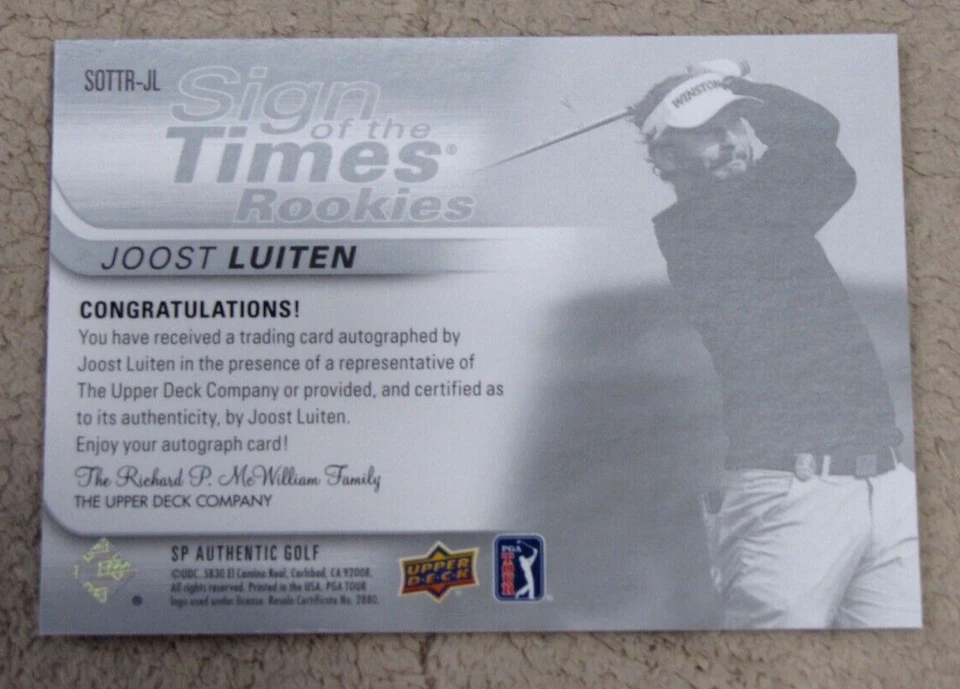 SOTTR-JL
Sign
of the
Times®
Rookies
WINSTON
JOOST LUITEN
CONGRATULATIONS!
You have received a trading card autographed by
Joost Luiten in the presence of a representative of
The Upper Deck Company or provided, and certified as
to its authenticity, by Joost Luiten.
Enjoy your autograph card!
The Richard P. McWilliam Family
THE UPPER DECK COMPANY
SP AUTHENTIC GOLF
©UDC. 5830 El Camino Real, Carlsbad, CA 92008.
All rights reserved. Printed in the USA. PGA TOUR
logo used under license. Resale Certificate No. 2880.
UPPER
DECK
PGA
TOUR